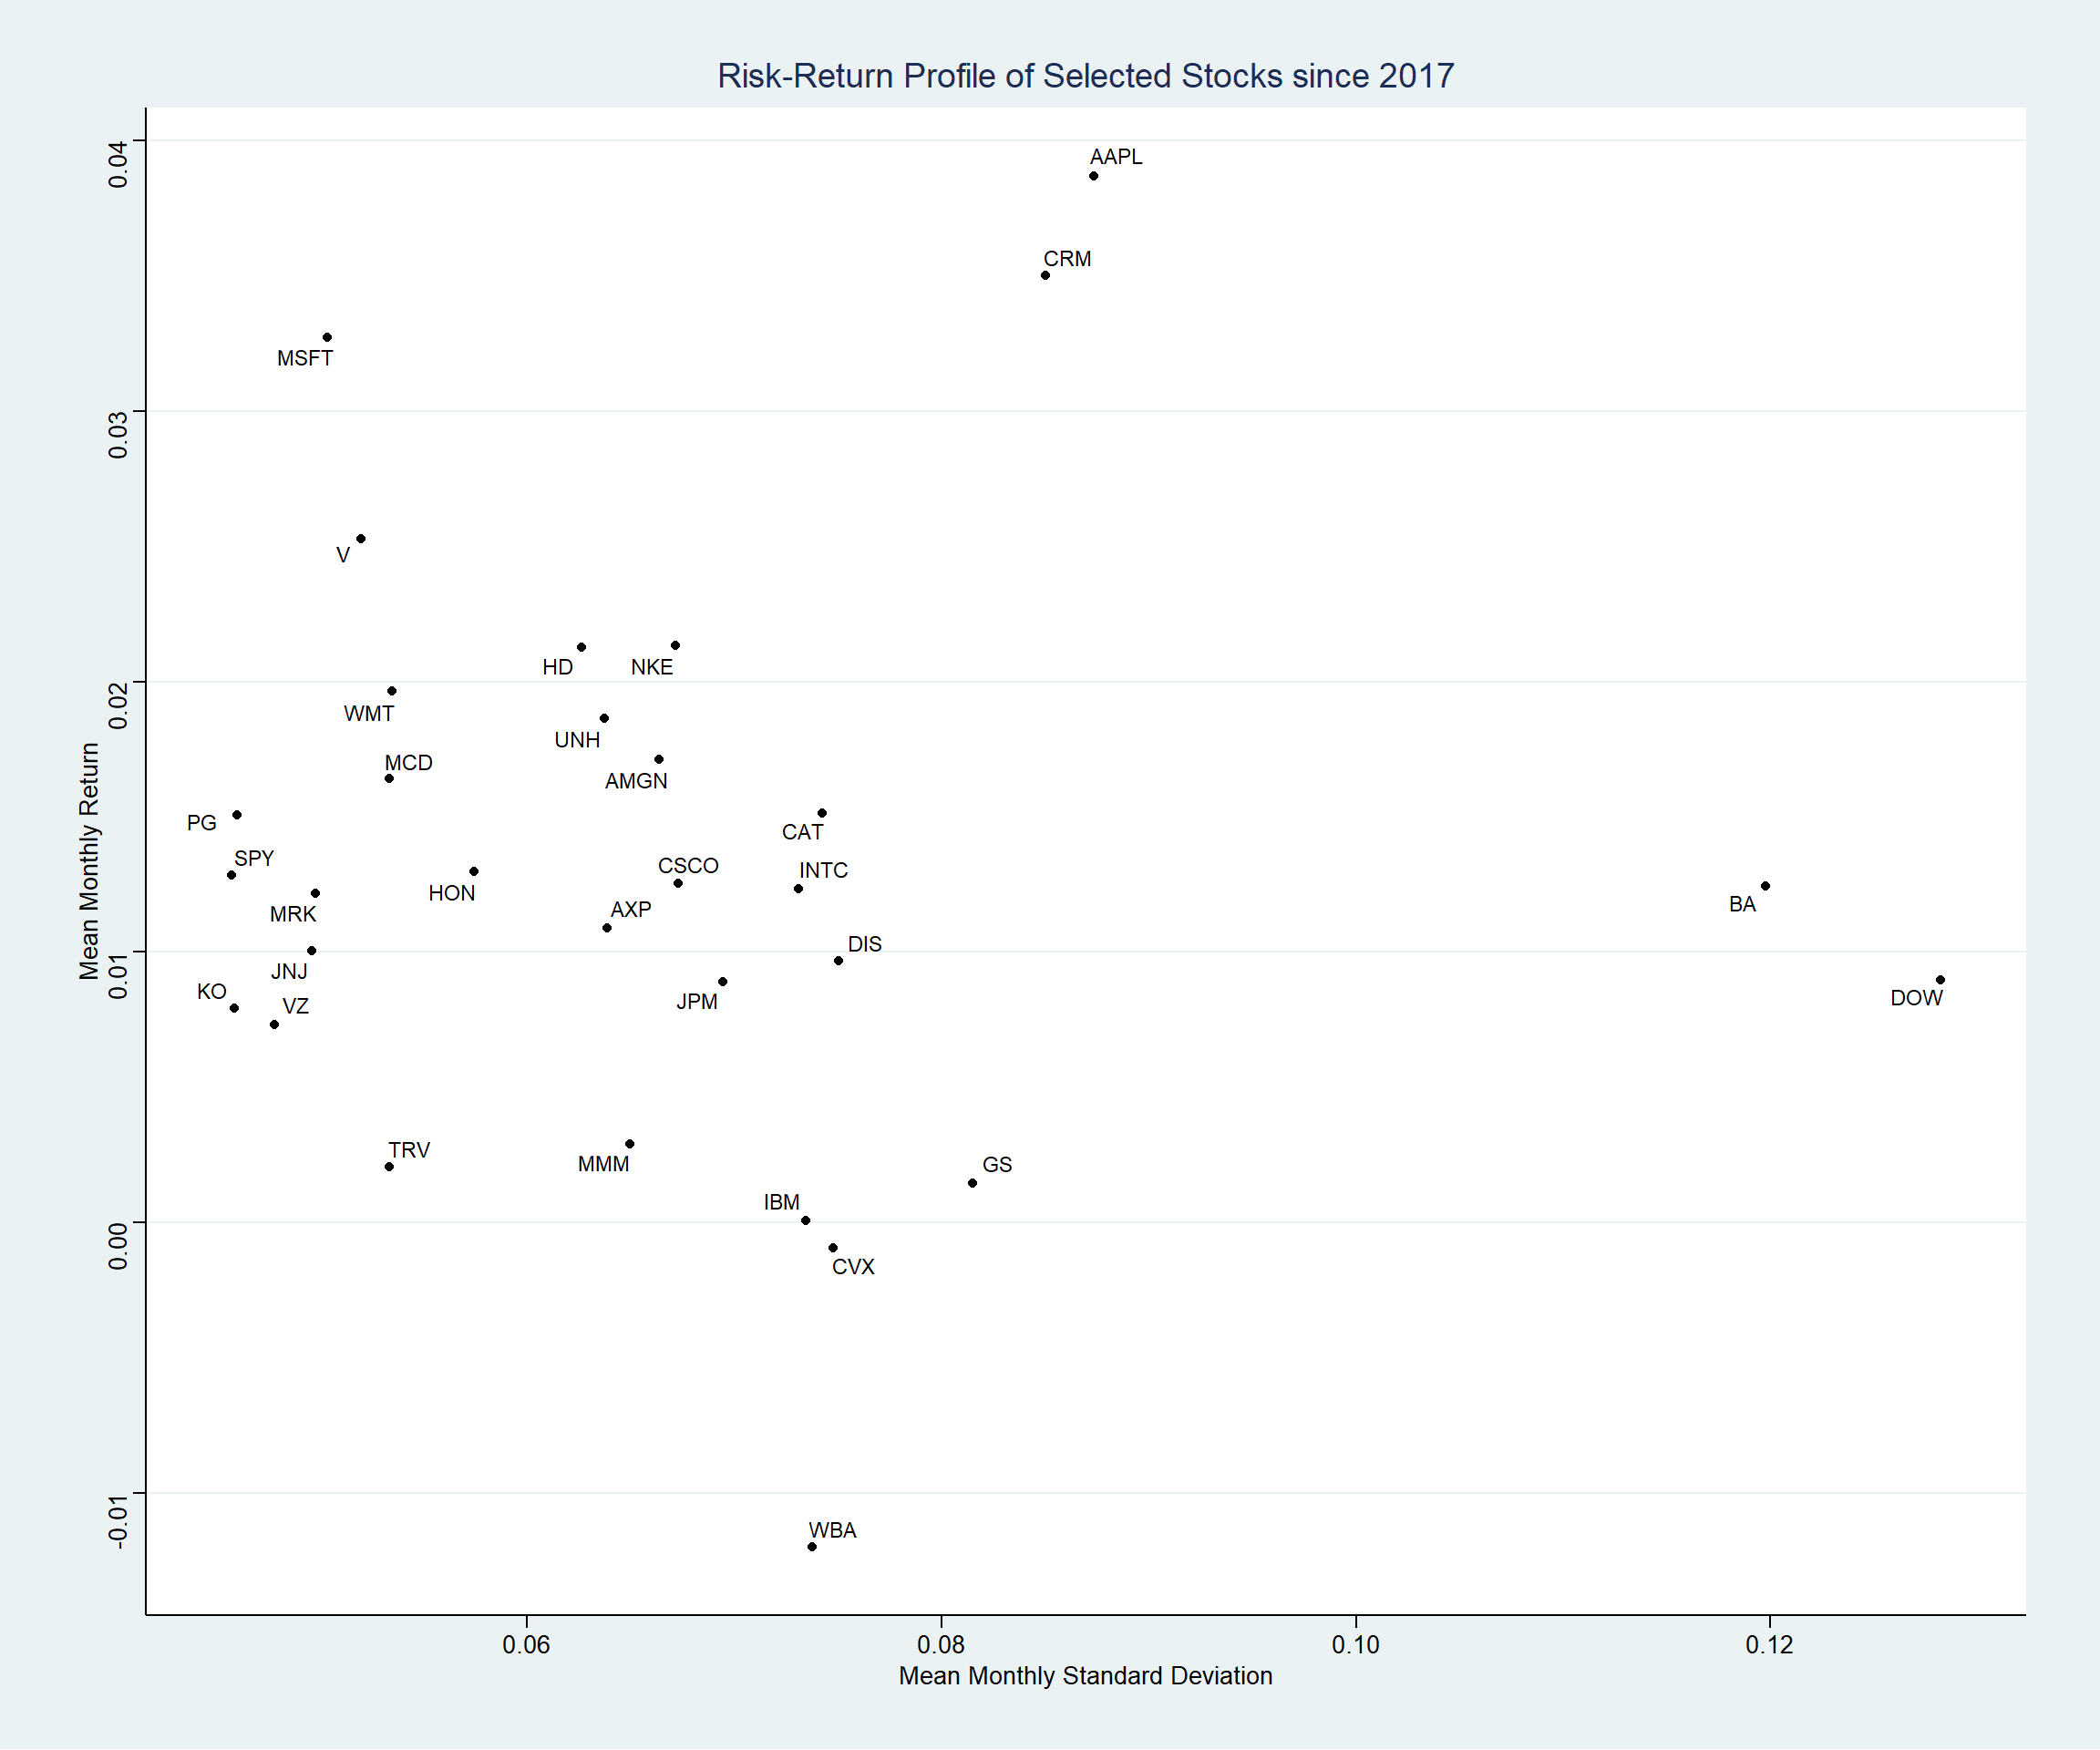 Risk-Return Profile of Selected Stocks since 2017
Mean Monthly Return
0.04
0.03
0.02
0.01
0.00
-0.01
AAPL
CRM
MSFT
V
HD
NKE
WMT
UNH
MCD
AMGN
PG
CAT
SPY
CSCO
INTC
HON
BA
MRK
AXP
DIS
JNJ
KO
JPM
DOW
VZ
TRV
MMM
GS
IBM
CVX
WBA
0.06
0.08
0.10
0.12
Mean Monthly Standard Deviation